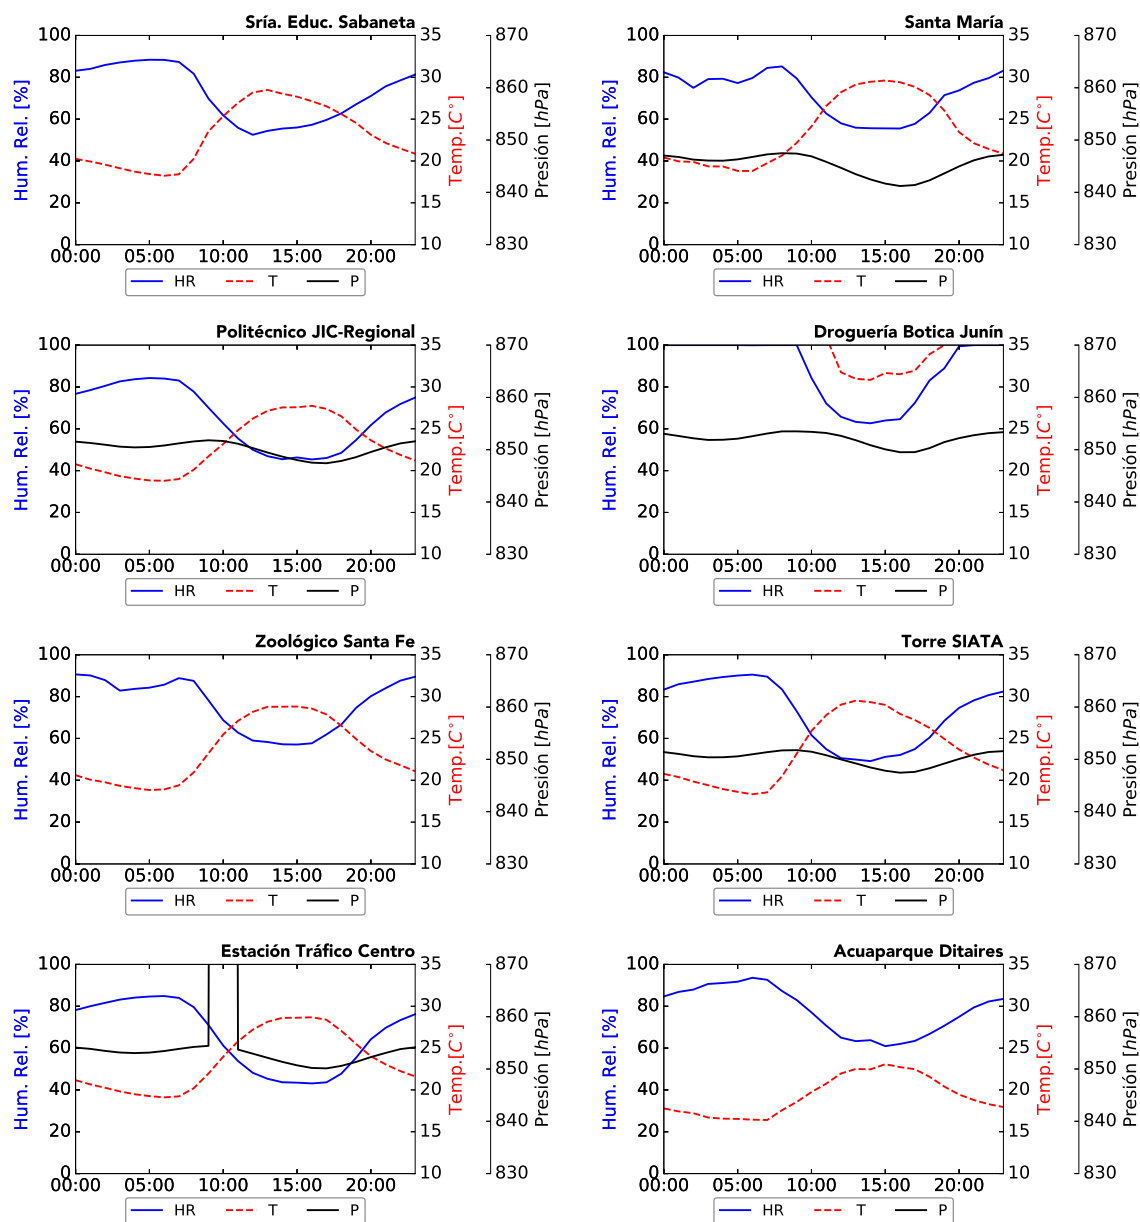 Sría. Educ. Sabaneta
100
80
60
40
20
0
Hum. Rel. [%]
35
30
25
20
15
10
Temp.[C°]
870
860
850
840
830
Presión [hPa]
00:00 05:00 10:00 15:00 20:00
HR T P
Santa María
100
80
60
40
20
0
Hum. Rel. [%]
35
30
25
20
15
10
Temp.[C°]
870
860
850
840
830
Presión [hPa]
00:00 05:00 10:00 15:00 20:00
HR T P
Politécnico JIC-Regional
100
80
60
40
20
0
Hum. Rel. [%]
35
30
25
20
15
10
Temp.[C°]
870
860
850
840
830
Presión [hPa]
00:00 05:00 10:00 15:00 20:00
HR T P
Droguería Botica Junín
100
80
60
40
20
0
Hum. Rel. [%]
35
30
25
20
15
10
Temp.[C°]
870
860
850
840
830
Presión [hPa]
00:00 05:00 10:00 15:00 20:00
HR T P
Zoológico Santa Fe
100
80
60
40
20
0
Hum. Rel. [%]
35
30
25
20
15
10
Temp.[C°]
870
860
850
840
830
Presión [hPa]
00:00 05:00 10:00 15:00 20:00
HR T P
Torre SIATA
100
80
60
40
20
0
Hum. Rel. [%]
35
30
25
20
15
10
Temp.[C°]
870
860
850
840
830
Presión [hPa]
00:00 05:00 10:00 15:00 20:00
HR T P
Estación Tráfico Centro
100
80
60
40
20
0
Hum. Rel. [%]
35
30
25
20
15
10
Temp.[C°]
870
860
850
840
830
Presión [hPa]
00:00 05:00 10:00 15:00 20:00
HR T P
Acuaparque Ditaires
100
80
60
40
20
0
Hum. Rel. [%]
35
30
25
20
15
10
Temp.[C°]
870
860
850
840
830
Presión [hPa]
00:00 05:00 10:00 15:00 20:00
HR T P